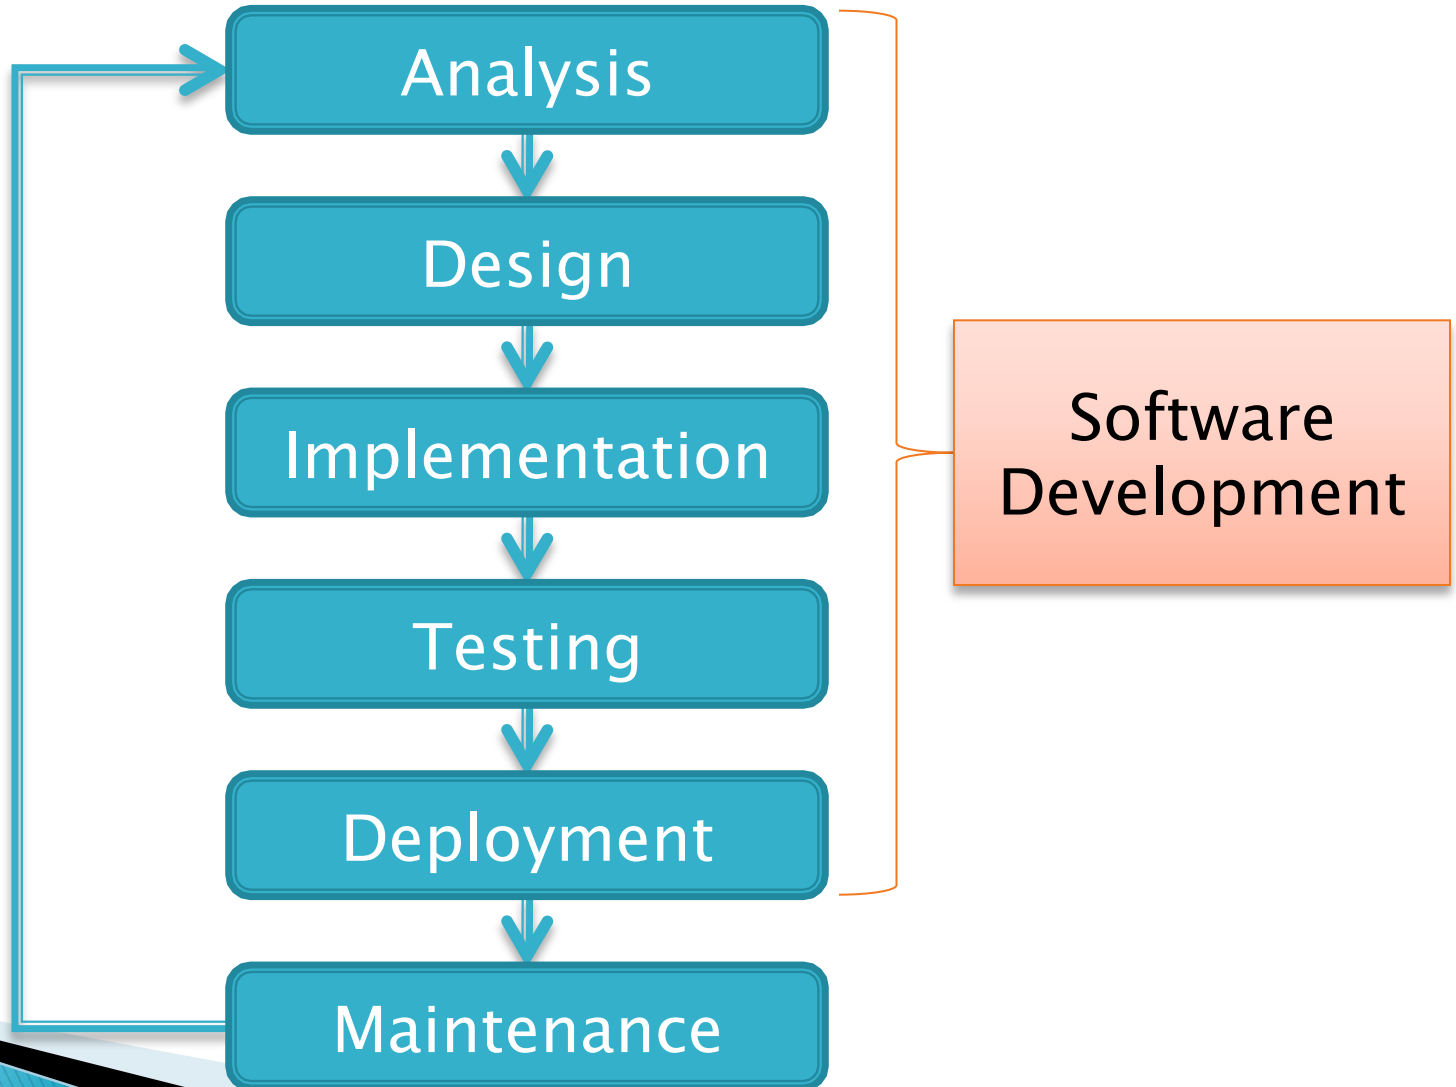 Analysis
Design
Implementation
Testing
Deployment
Maintenance
Software
Development